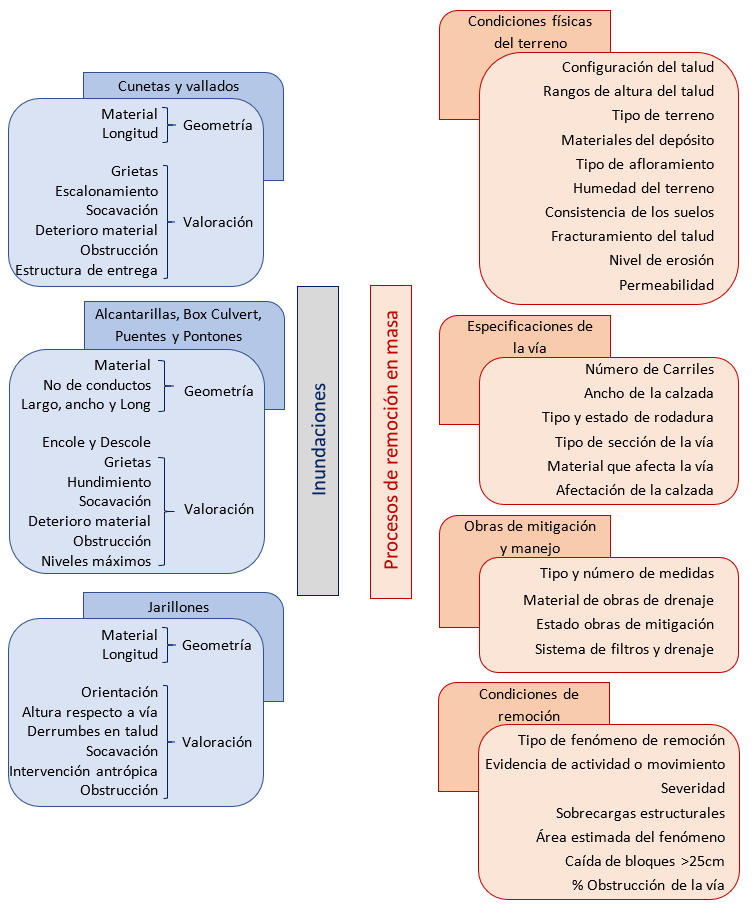 Cunetas y vallados
Material
Longitud
Geometría
Grietas
Escalonamiento
Socavación
Deterioro material
Obstrucción
Estructura de entrega
Valoración
Alcantarillas, Box Culvert,
Puentes y Pontones
Material
No de conductos
Largo, ancho y Long
Geometría
Encole y Descole
Grietas
Hundimiento
Socavación
Deterioro material
Obstrucción
Niveles máximos
Valoración
Jarillones
Material
Longitud
Geometría
Orientación
Altura respecto a vía
Derrumbes en talud
Socavación
Intervención antrópica
Obstrucción
Valoración
Inundaciones
Procesos de remoción en masa
Condiciones físicas
del terreno
Configuración del talud
Rangos de altura del talud
Tipo de terreno
Materiales del depósito
Tipo de afloramiento
Humedad del terreno
Consistencia de los suelos
Fracturamiento del talud
Nivel de erosión
Permeabilidad
Especificaciones de
la vía
Número de Carriles
Ancho de la calzada
Tipo y estado de rodadura
Tipo de sección de la vía
Material que afecta la vía
Afectación de la calzada
Obras de mitigación
y manejo
Tipo y número de medidas
Material de obras de drenaje
Estado obras de mitigación
Sistema de filtros y drenaje
Condiciones de
remoción
Tipo de fenómeno de remoción
Evidencia de actividad o movimiento
Severidad
Sobrecargas estructurales
Área estimada del fenómeno
Caída de bloques >25cm
% Obstrucción de la vía